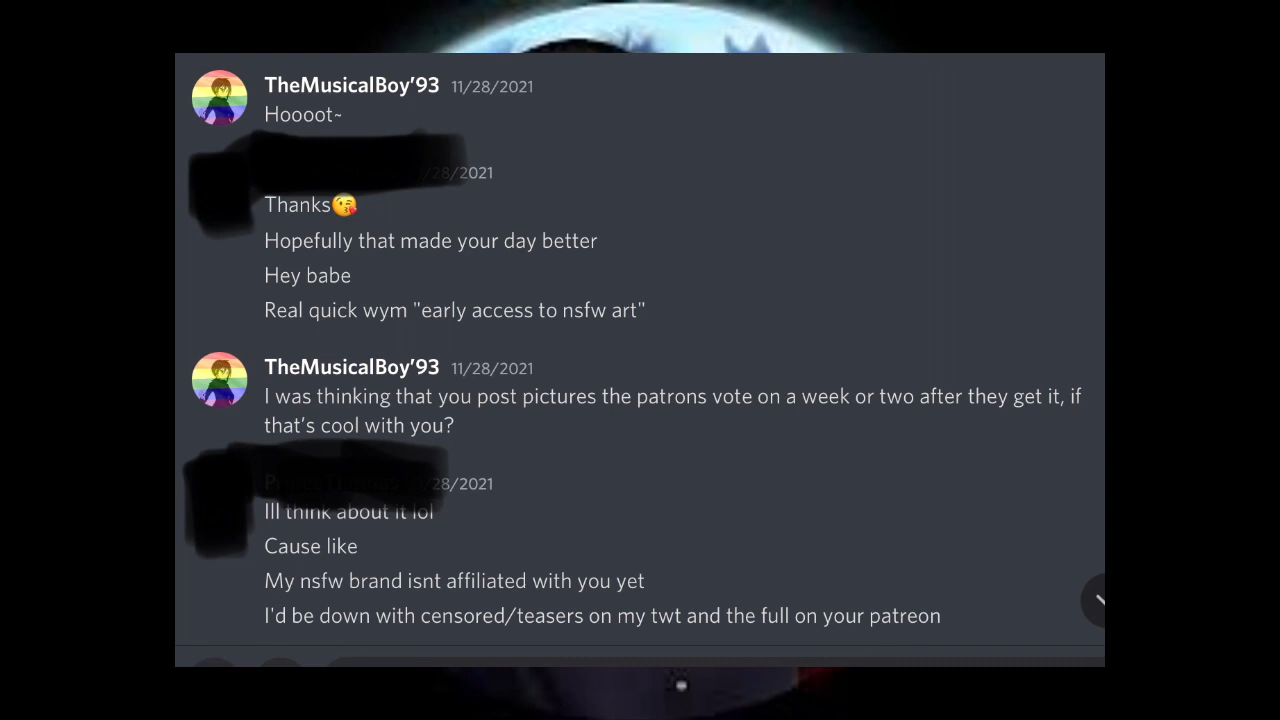 TheMusicalBoy’93 11/28/2021
Hoooot~
/28/2021
Thanks😘
Hopefully that made your day better
Hey babe
Real quick wym "early access to nsfw art"
TheMusicalBoy’93 11/28/2021
I was thinking that you post pictures the patrons vote on a week or two after they get it, if
that’s cool with you?
/28/2021
Ill think about it lol
Cause like
My nsfw brand isnt affiliated with you yet
I'd be down with censored/teasers on my twt and the full on your patreon